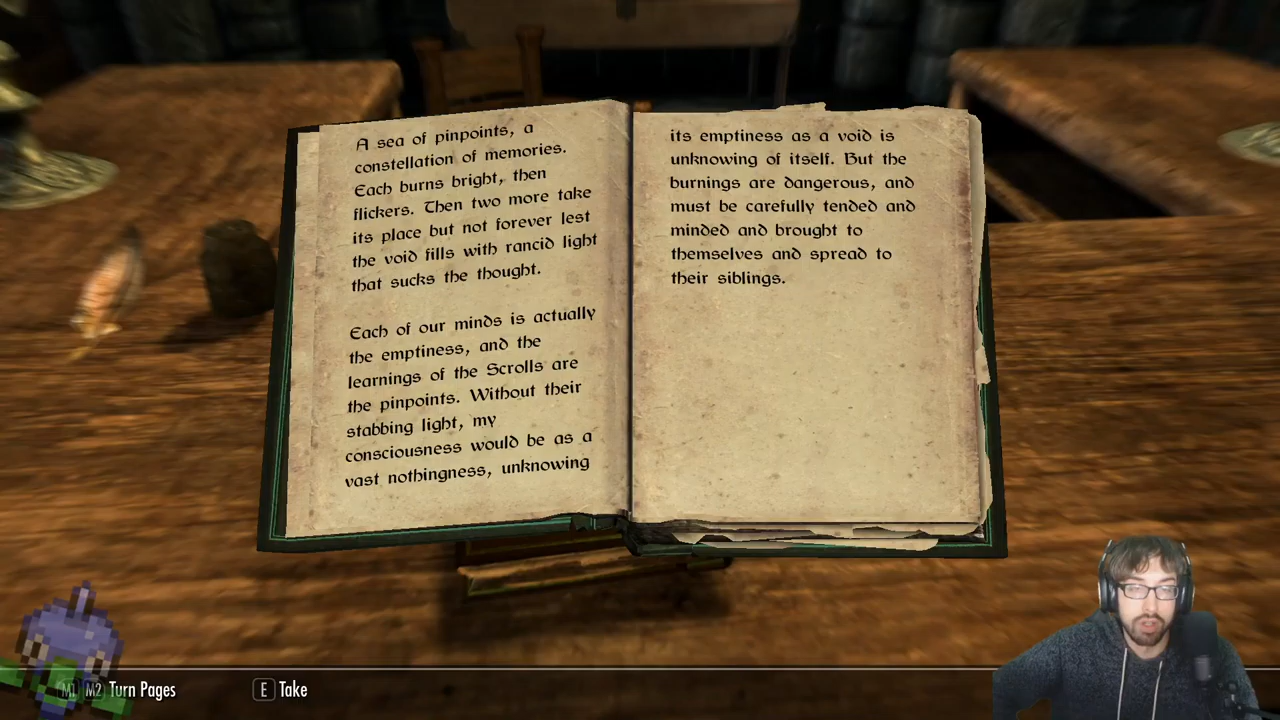 A sea of pinpoints, a
constellation of memories.
Each burns bright, then
flickers. Then two more take
its place but not forever lest
the void fills with rancid light
that sucks the thought.
Each of our minds is actually
the emptiness, and the
learnings of the Scrolls are
the pinpoints. Without their
stabbing light, my
consciousness would be as a
vast nothingness, unknowing
its emptiness as a void is
unknowing of itself. But the
burnings are dangerous, and
must be carefully tended and
minded and brought to
themselves and spread to
their siblings.
M1 M2 Turn Pages
E Take